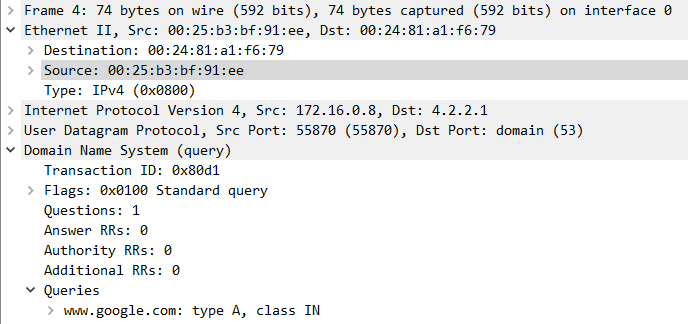 Frame 4: 74 bytes on wire (592 bits), 74 bytes captured (592 bits) on interface 0
Ethernet II, Src: 00:25:b3:bf:91:ee, Dst: 00:24:81:a1:f6:79
Destination: 00:24:81:a1:f6:79
Source: 00:25:b3:bf:91:ee
Type: IPv4 (0x0800)
Internet Protocol Version 4, Src: 172.16.0.8, Dst: 4.2.2.1
User Datagram Protocol, Src Port: 55870 (55870), Dst Port: domain (53)
Domain Name System (query)
Transaction ID: 0x80d1
Flags: 0x0100 Standard query
Questions: 1
Answer RRs: 0
Authority RRs: 0
Additional RRs: 0
Queries
www.google.com: type A, class IN